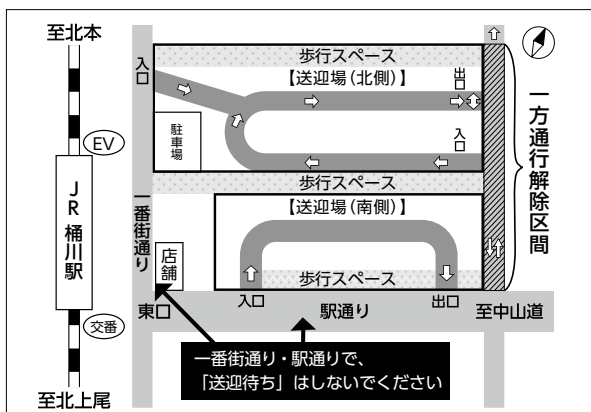 至北本
EV
JR桶川駅
交番
至北上尾
入口
一番街通り
駐車場
店舗
東口
歩行スペース
【送迎場(北側)】
出口
入口
歩行スペース
【送迎場(南側)】
歩行スペース
入口
出口
駅通り
至中山道
一方通行解除区間
一番街通り・駅通りで、
「送迎待ち」はしないでください